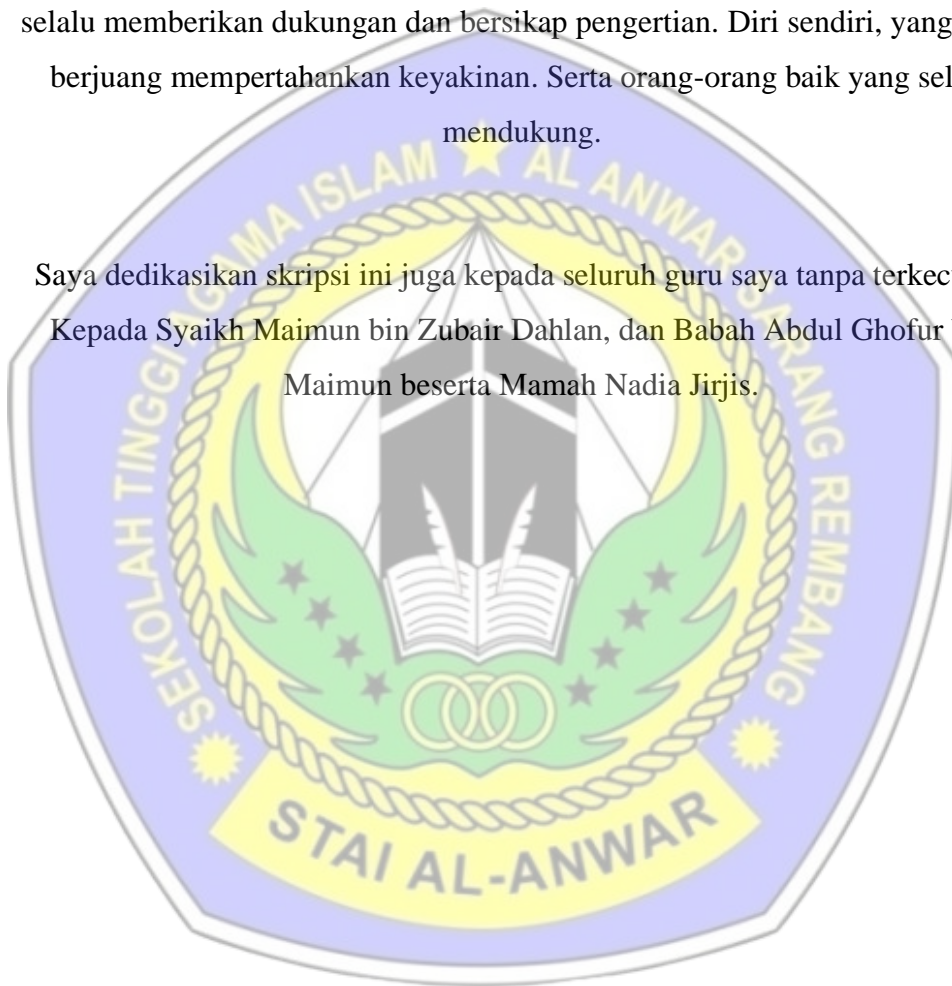 selalu memberikan dukungan dan bersikap pengertian. Diri sendiri, yang
berjuang mempertahankan keyakinan. Serta orang-orang baik yang
mendukung.
Saya dedikasikan skripsi ini juga kepada seluruh guru saya tanpa
Kepada Syaikh Maimun bin Zubair Dahlan, dan Babah Abdul Ghofur
Maimun beserta Mamah Nadia Jirjis.
SEKOLAH TINGGI AGAMA ISLAM AL ANWAR SARANG REMBANG
STAI AL-ANWAR